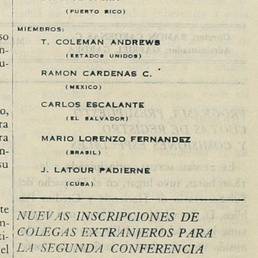 (PUERTO RICO)
MIEMBROS:
T. COLEMAN ANDREWS
(ESTADOS UNIDOS)
RAMON CARDENAS C.
(MEXICO)
CARLOS ESCALANTE
(EL SALVADOR)
MARIO LORENZO FERNANDEZ
(BRASIL)
J. LATOUR PADIERNE
(CUBA)
NUEVAS INSCRIPCIONES DE
COLEGAS EXTRANJEROS PARA
LA SEGUNDA CONFERENCIA